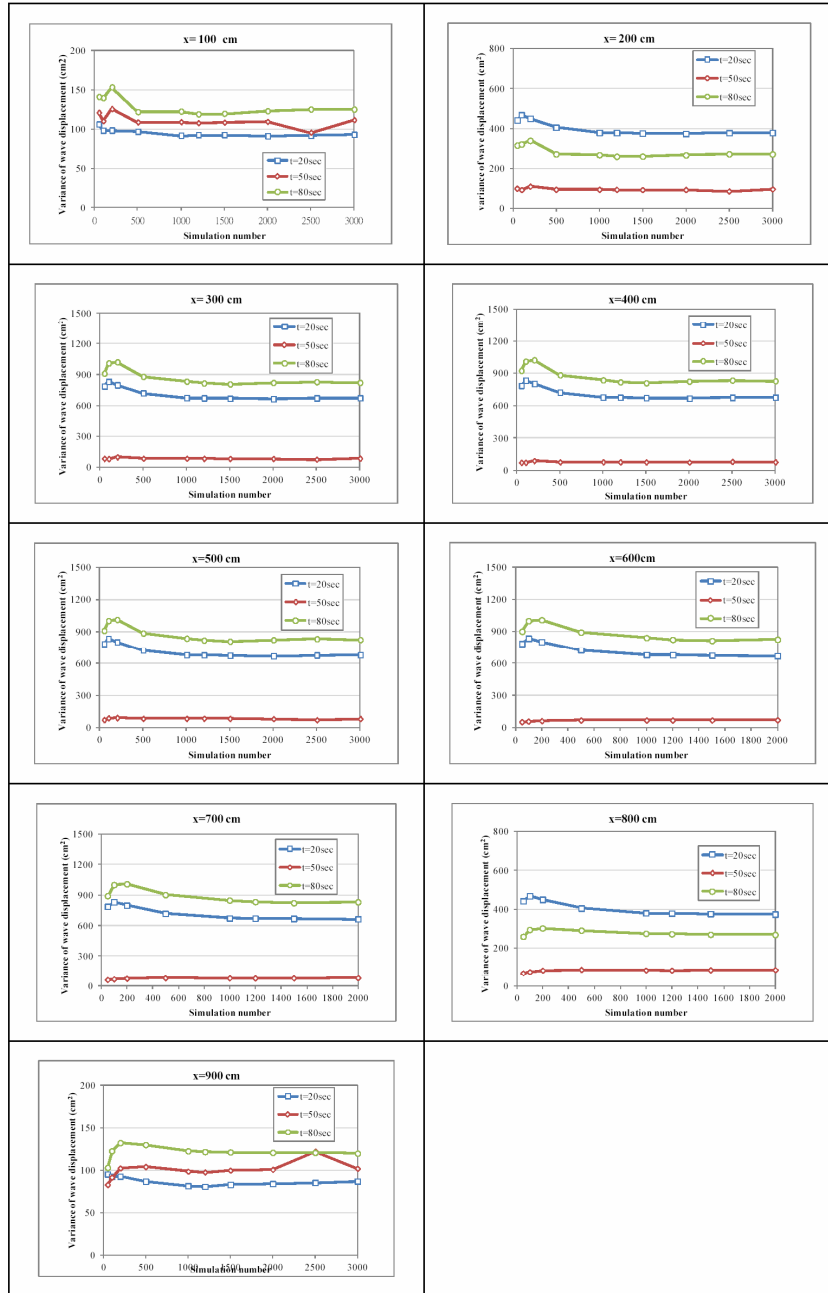 x= 100 cm
Variance of wave displacement (cm2)
200
150
100
50
0
t=20sec
t=50sec
t=80sec
0 500 1000 1500 2000 2500 3000
Simulation number
x= 200 cm
Variance of wave displacement (cm²)
800
600
400
200
0
t=20sec
t=50sec
t=80sec
0 500 1000 1500 2000 2500 3000
Simulation number
x= 300 cm
Variance of wave displacement (cm²)
1500
1200
900
600
300
0
t=20sec
t=50sec
t=80sec
0 500 1000 1500 2000 2500 3000
Simulation number
x=400 cm
Variance of wave displacement (cm²)
1500
1200
900
600
300
0
t=20sec
t=50sec
t=80sec
0 500 1000 1500 2000 2500 3000
Simulation number
x=500 cm
Variance of wave displacement (cm²)
1500
1200
900
600
300
0
t=20sec
t=50sec
t=80sec
0 500 1000 1500 2000 2500 3000
Simulation number
x=600cm
Variance of wave displacement (cm²)
1500
1200
900
600
300
0
t=20sec
t=50sec
t=80sec
0 200 400 600 800 1000 1200 1400 1600 1800 2000
Simulation number
x=700 cm
Variance of wave displacement (cm²)
1500
1200
900
600
300
0
t=20sec
t=50sec
t=80sec
0 200 400 600 800 1000 1200 1400 1600 1800 2000
Simulation number
x=800 cm
Variance of wave displacement (cm²)
800
600
400
200
0
t=20sec
t=50sec
t=80sec
0 200 400 600 800 1000 1200 1400 1600 1800 2000
Simulation number
x=900 cm
Variance of wave displacement (cm²)
200
150
100
50
0
t=20sec
t=50sec
t=80sec
0 500 1000 1500 2000 2500 3000
Simulation number